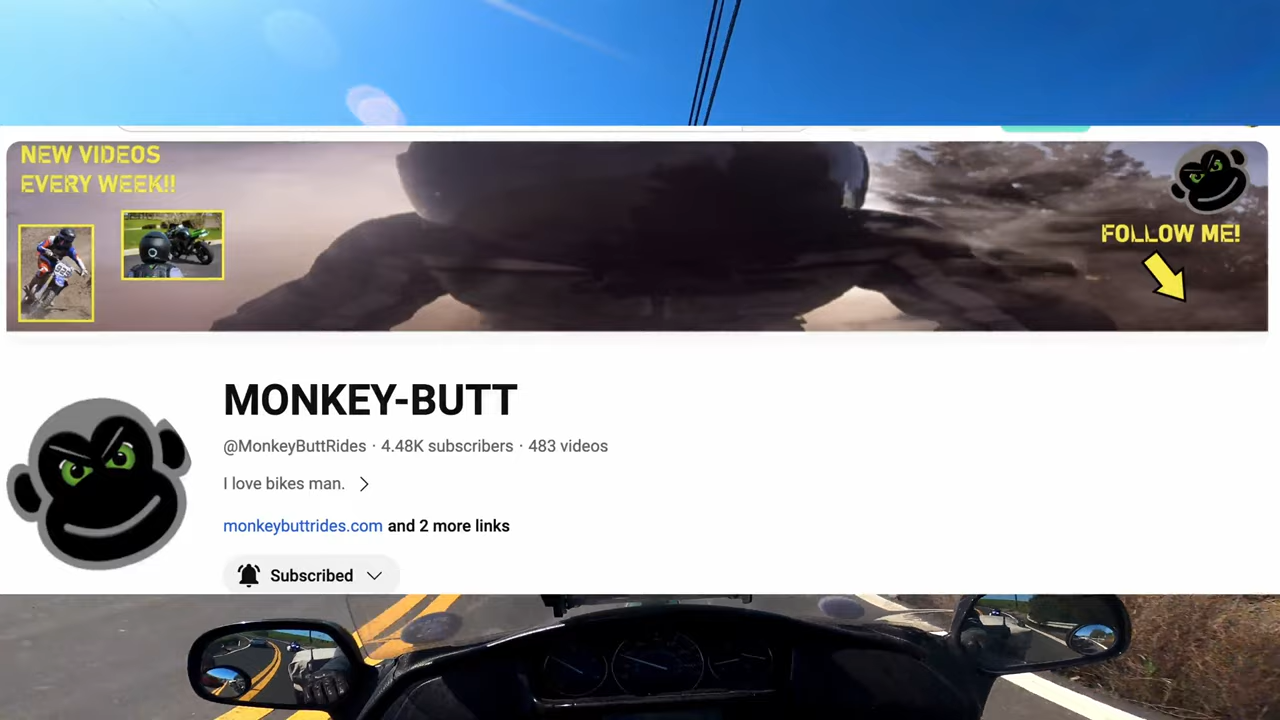 NEW VIDEOS
EVERY WEEK!!
FOLLOW ME!
MONKEY-BUTT
@MonkeyButtRides · 4.48K subscribers · 483 videos
I love bikes man.
monkeybuttrides.com and 2 more links
Subscribed